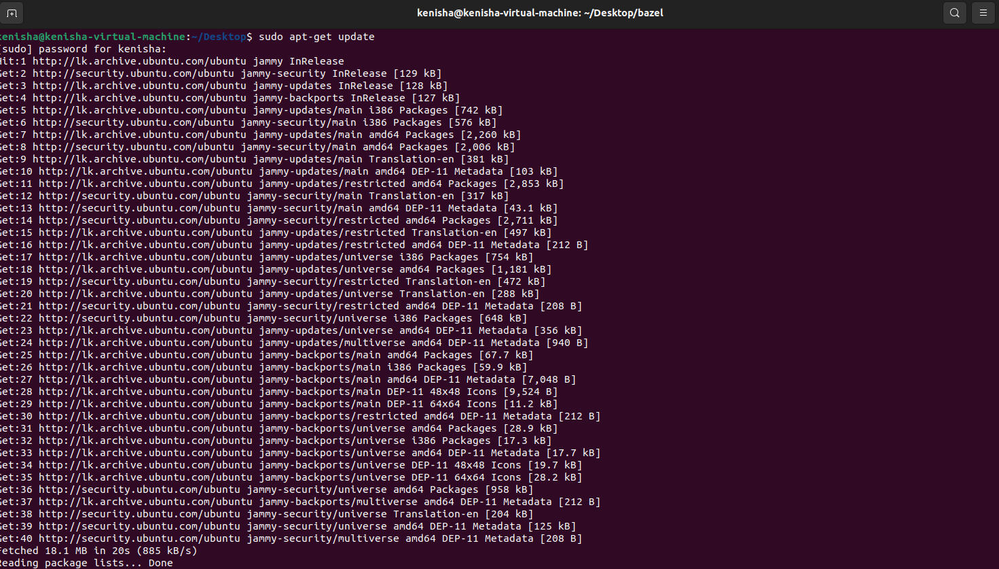 kenisha@kenisha-virtual-machine: ~/Desktop/bazel
kenisha@kenisha-virtual-machine:~/Desktop$ sudo apt-get update
[sudo] password for kenisha:
Hit:1 http://lk.archive.ubuntu.com/ubuntu jammy InRelease
Get:2 http://security.ubuntu.com/ubuntu jammy-security InRelease [129 kB]
Get:3 http://lk.archive.ubuntu.com/ubuntu jammy-updates InRelease [128 kB]
Get:4 http://lk.archive.ubuntu.com/ubuntu jammy-backports InRelease [127 kB]
Get:5 http://lk.archive.ubuntu.com/ubuntu jammy-updates/main i386 Packages [742 kB]
Get:6 http://security.ubuntu.com/ubuntu jammy-security/main i386 Packages [576 kB]
Get:7 http://lk.archive.ubuntu.com/ubuntu jammy-updates/main amd64 Packages [2,260 kB]
Get:8 http://security.ubuntu.com/ubuntu jammy-security/main amd64 Packages [2,006 kB]
Get:9 http://lk.archive.ubuntu.com/ubuntu jammy-updates/main Translation-en [381 kB]
Get:10 http://lk.archive.ubuntu.com/ubuntu jammy-updates/main amd64 DEP-11 Metadata [103 kB]
Get:11 http://lk.archive.ubuntu.com/ubuntu jammy-updates/restricted amd64 Packages [2,853 kB]
Get:12 http://security.ubuntu.com/ubuntu jammy-security/main Translation-en [317 kB]
Get:13 http://security.ubuntu.com/ubuntu jammy-security/main amd64 DEP-11 Metadata [43.1 kB]
Get:14 http://security.ubuntu.com/ubuntu jammy-security/restricted amd64 Packages [2,711 kB]
Get:15 http://lk.archive.ubuntu.com/ubuntu jammy-updates/restricted Translation-en [497 kB]
Get:16 http://lk.archive.ubuntu.com/ubuntu jammy-updates/restricted amd64 DEP-11 Metadata [212 B]
Get:17 http://lk.archive.ubuntu.com/ubuntu jammy-updates/universe i386 Packages [754 kB]
Get:18 http://lk.archive.ubuntu.com/ubuntu jammy-updates/universe amd64 Packages [1,181 kB]
Get:19 http://security.ubuntu.com/ubuntu jammy-security/restricted Translation-en [472 kB]
Get:20 http://lk.archive.ubuntu.com/ubuntu jammy-updates/universe Translation-en [288 kB]
Get:21 http://security.ubuntu.com/ubuntu jammy-security/restricted amd64 DEP-11 Metadata [208 B]
Get:22 http://security.ubuntu.com/ubuntu jammy-security/universe i386 Packages [648 kB]
Get:23 http://lk.archive.ubuntu.com/ubuntu jammy-updates/universe amd64 DEP-11 Metadata [356 kB]
Get:24 http://lk.archive.ubuntu.com/ubuntu jammy-updates/multiverse amd64 DEP-11 Metadata [940 B]
Get:25 http://lk.archive.ubuntu.com/ubuntu jammy-backports/main amd64 Packages [67.7 kB]
Get:26 http://lk.archive.ubuntu.com/ubuntu jammy-backports/main i386 Packages [59.9 kB]
Get:27 http://lk.archive.ubuntu.com/ubuntu jammy-backports/main amd64 DEP-11 Metadata [7,048 B]
Get:28 http://lk.archive.ubuntu.com/ubuntu jammy-backports/main DEP-11 48x48 Icons [9,524 B]
Get:29 http://lk.archive.ubuntu.com/ubuntu jammy-backports/main DEP-11 64x64 Icons [11.2 kB]
Get:30 http://lk.archive.ubuntu.com/ubuntu jammy-backports/restricted amd64 DEP-11 Metadata [212 B]
Get:31 http://lk.archive.ubuntu.com/ubuntu jammy-backports/universe amd64 Packages [28.9 kB]
Get:32 http://lk.archive.ubuntu.com/ubuntu jammy-backports/universe i386 Packages [17.3 kB]
Get:33 http://lk.archive.ubuntu.com/ubuntu jammy-backports/universe amd64 DEP-11 Metadata [17.7 kB]
Get:34 http://lk.archive.ubuntu.com/ubuntu jammy-backports/universe DEP-11 48x48 Icons [19.7 kB]
Get:35 http://lk.archive.ubuntu.com/ubuntu jammy-backports/universe DEP-11 64x64 Icons [28.2 kB]
Get:36 http://security.ubuntu.com/ubuntu jammy-security/universe amd64 Packages [958 kB]
Get:37 http://lk.archive.ubuntu.com/ubuntu jammy-backports/multiverse amd64 DEP-11 Metadata [212 B]
Get:38 http://security.ubuntu.com/ubuntu jammy-security/universe Translation-en [204 kB]
Get:39 http://security.ubuntu.com/ubuntu jammy-security/universe amd64 DEP-11 Metadata [125 kB]
Get:40 http://security.ubuntu.com/ubuntu jammy-security/multiverse amd64 DEP-11 Metadata [208 B]
Fetched 18.1 MB in 20s (885 kB/s)
Reading package lists... Done